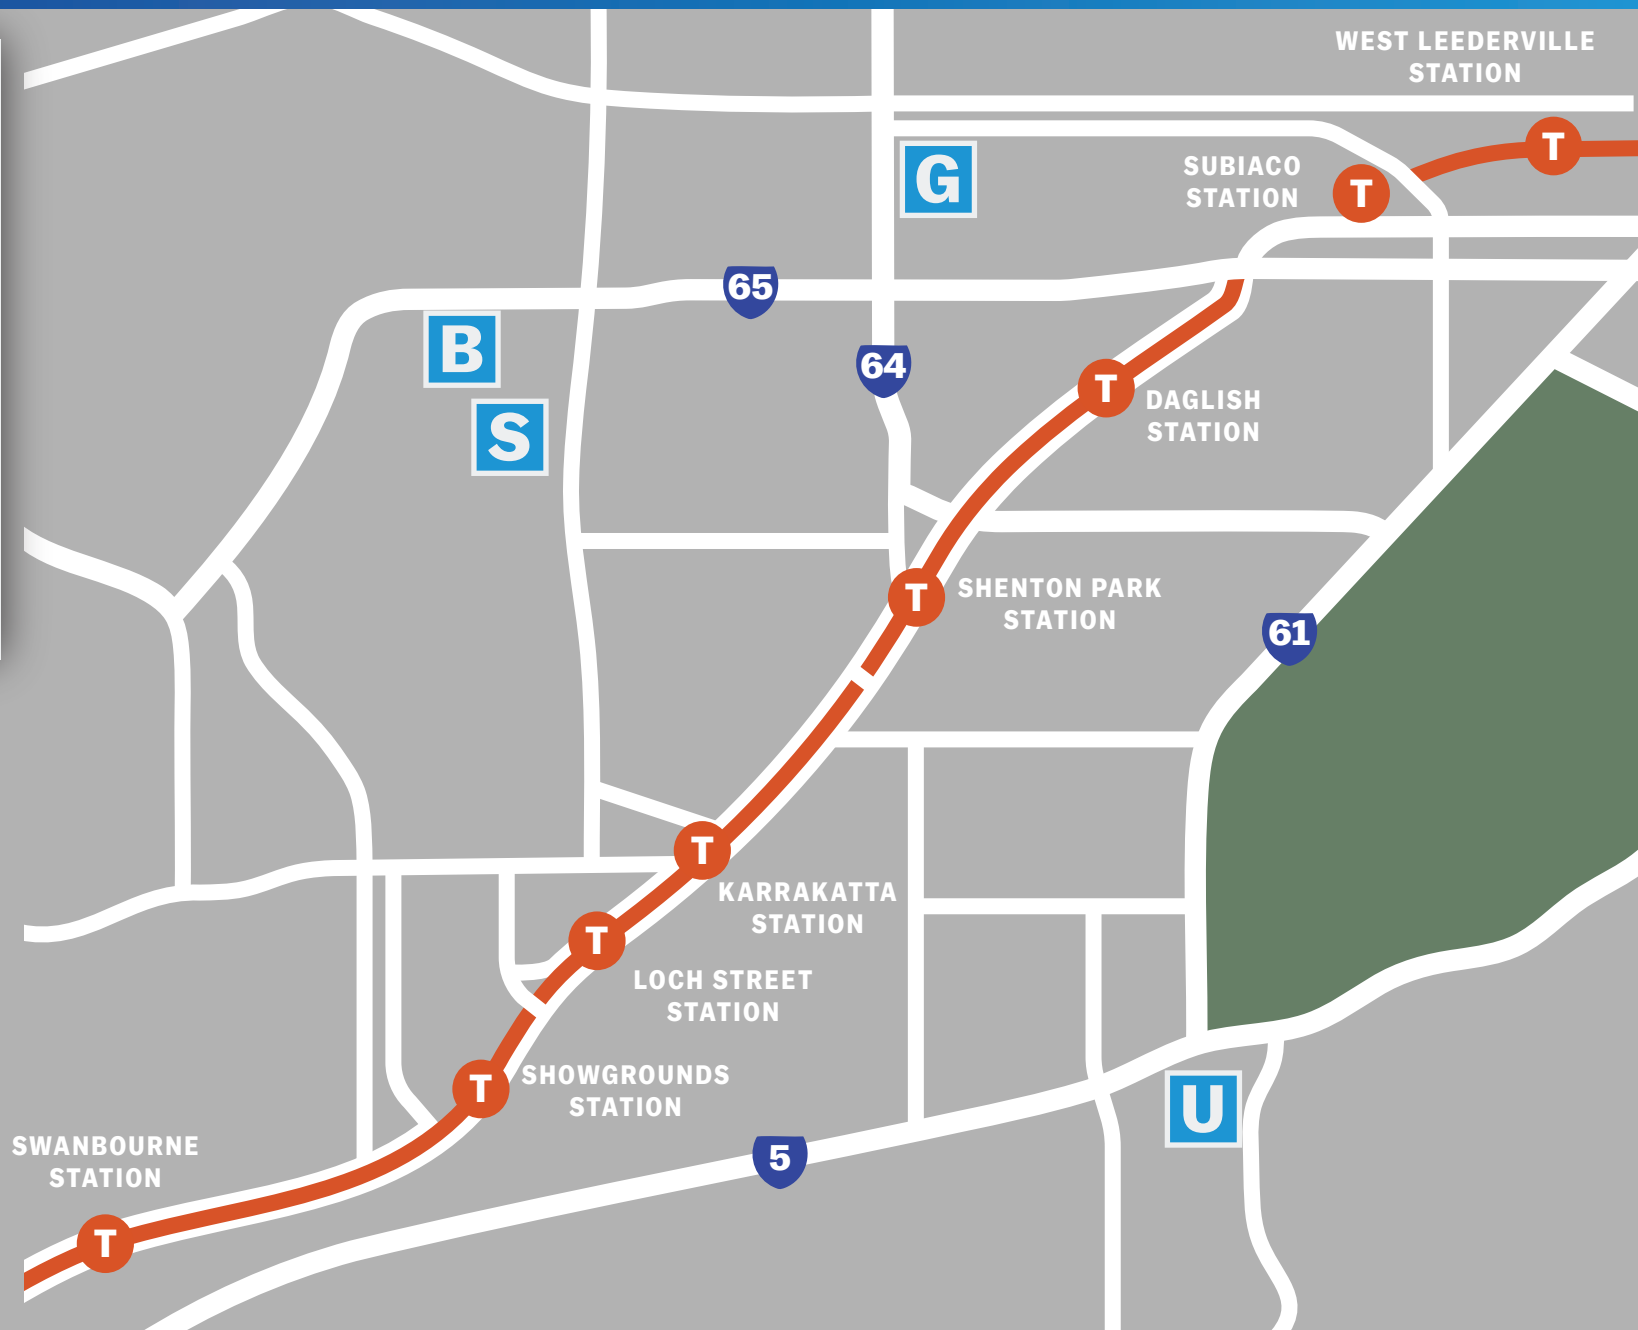 WEST LEEDERVILLE
STATION
T
SUBIACO
STATION
T
G
65
B
64
S
T
DAGLISH
STATION
T
SHENTON PARK
STATION
61
T
KARRAKATTA
STATION
T
LOCH STREET
STATION
T
SHOWGROUNDS
STATION
U
5
SWANBOURNE
STATION
T